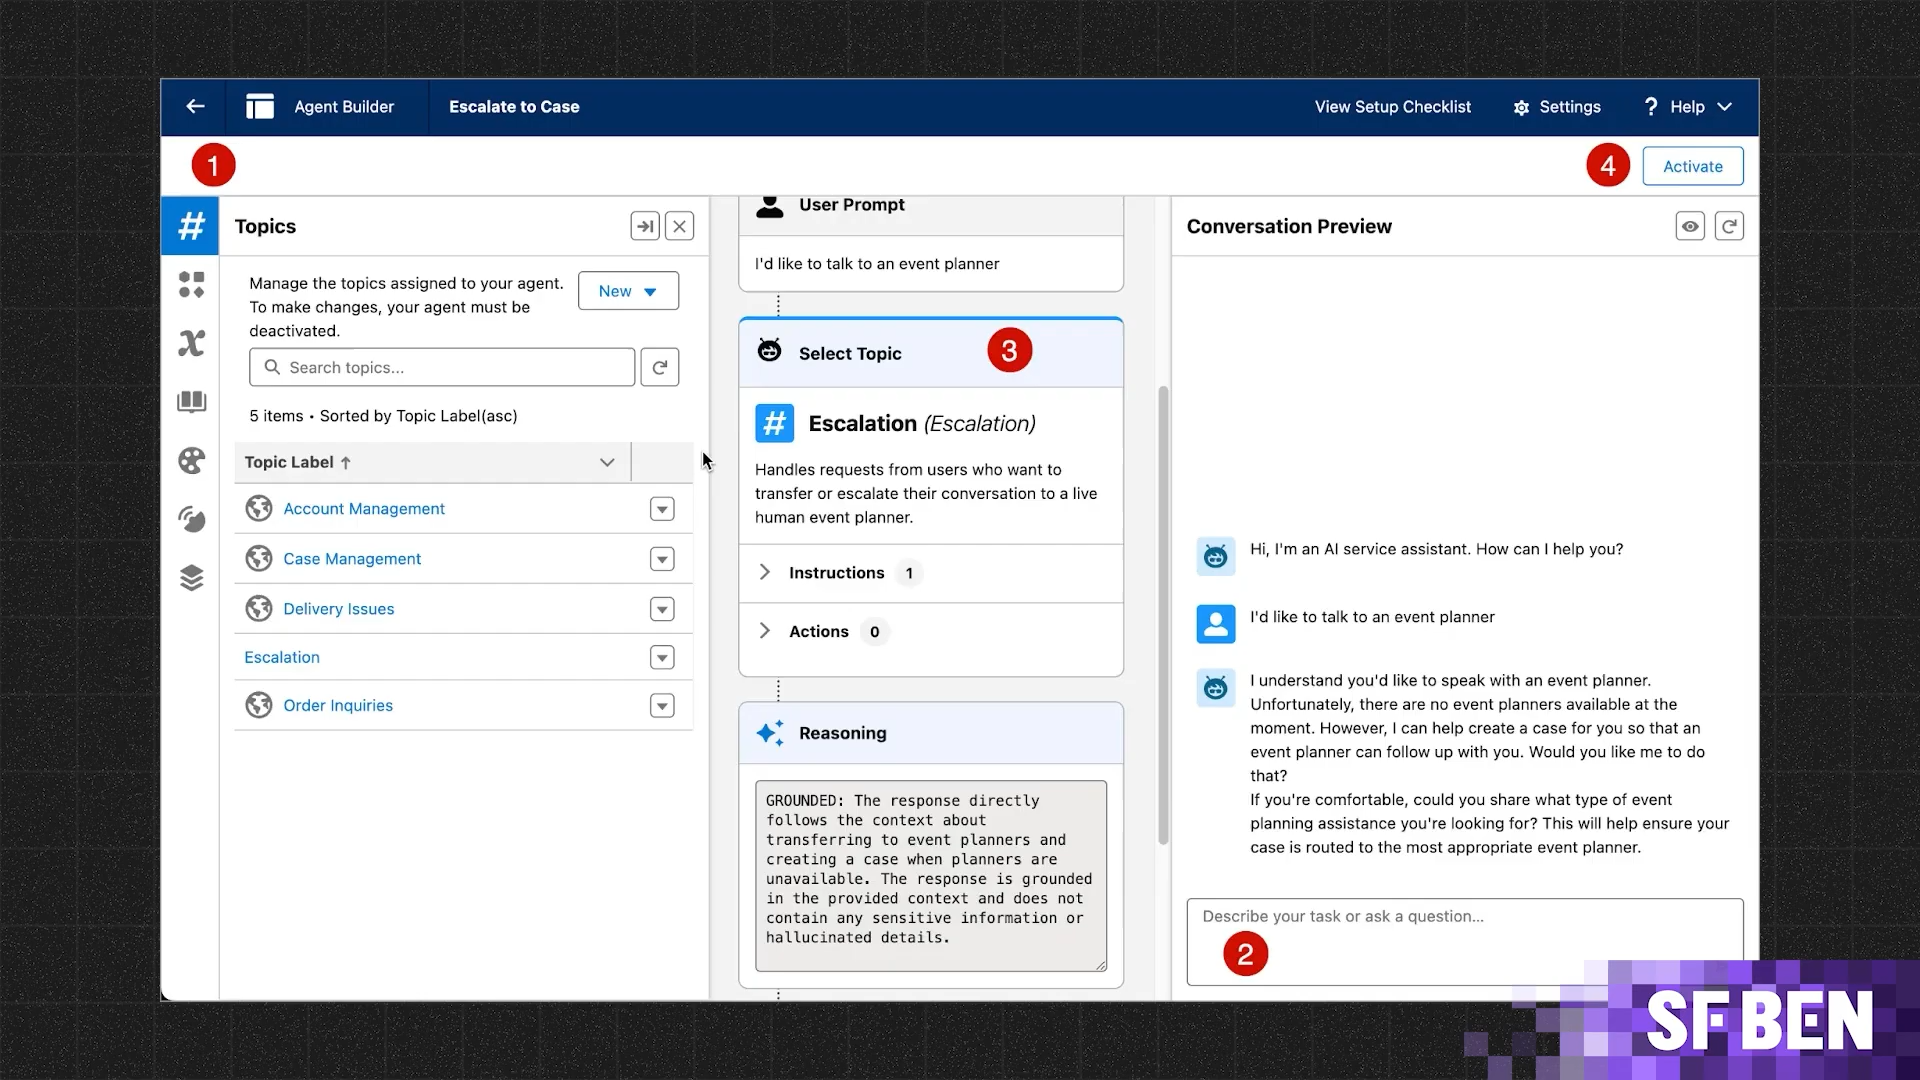 Agent Builder
Escalate to Case
View Setup Checklist
Settings
? Help
1
4
Activate
#
Topics
Manage the topics assigned to your agent.
To make changes, your agent must be
deactivated.
New
Search topics...
5 items • Sorted by Topic Label(asc)
Topic Label ↑
Account Management
Case Management
Delivery Issues
Escalation
Order Inquiries
User Prompt
I'd like to talk to an event planner
Select Topic
3
# Escalation (Escalation)
Handles requests from users who want to
transfer or escalate their conversation to a live
human event planner.
Instructions 1
Actions 0
Reasoning
GROUNDED: The response directly
follows the context about
transferring to event planners and
creating a case when planners are
unavailable. The response is grounded
in the provided context and does not
contain any sensitive information or
hallucinated details.
Conversation Preview
Hi, I'm an AI service assistant. How can I help you?
I'd like to talk to an event planner
I understand you'd like to speak with an event planner.
Unfortunately, there are no event planners available at the
moment. However, I can help create a case for you so that an
event planner can follow up with you. Would you like me to do
that?
If you're comfortable, could you share what type of event
planning assistance you're looking for? This will help ensure your
case is routed to the most appropriate event planner.
Describe your task or ask a question...
2
SF BEN